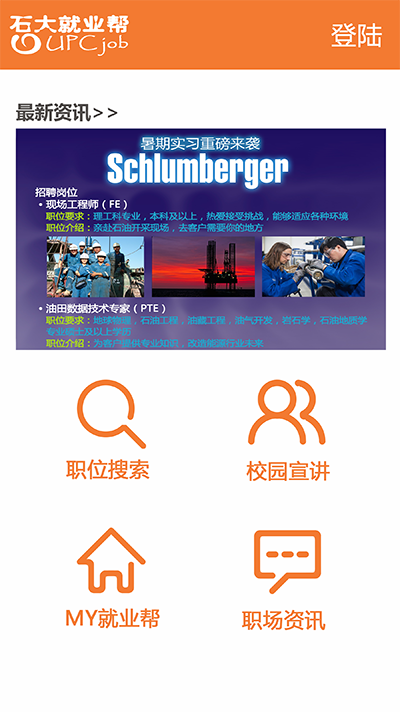 石大就业帮
UPCjob
登陆
最新资讯>>
暑期实习重磅来袭
Schlumberger
招聘岗位
• 现场工程师（FE）
职位要求：理工科专业，本科及以上，热爱接受挑战，能够适应各种环境
职位介绍：亲赴石油开采现场，去客户需要你的地方
• 油田数据技术专家（PTE）
职位要求：地球物理，石油工程，油藏工程，油气开发，岩石学，石油地质学
专业硕士及以上学历
职位介绍：为客户提供专业知识，改造能源行业未来
职位搜索
校园宣讲
MY就业帮
职场资讯